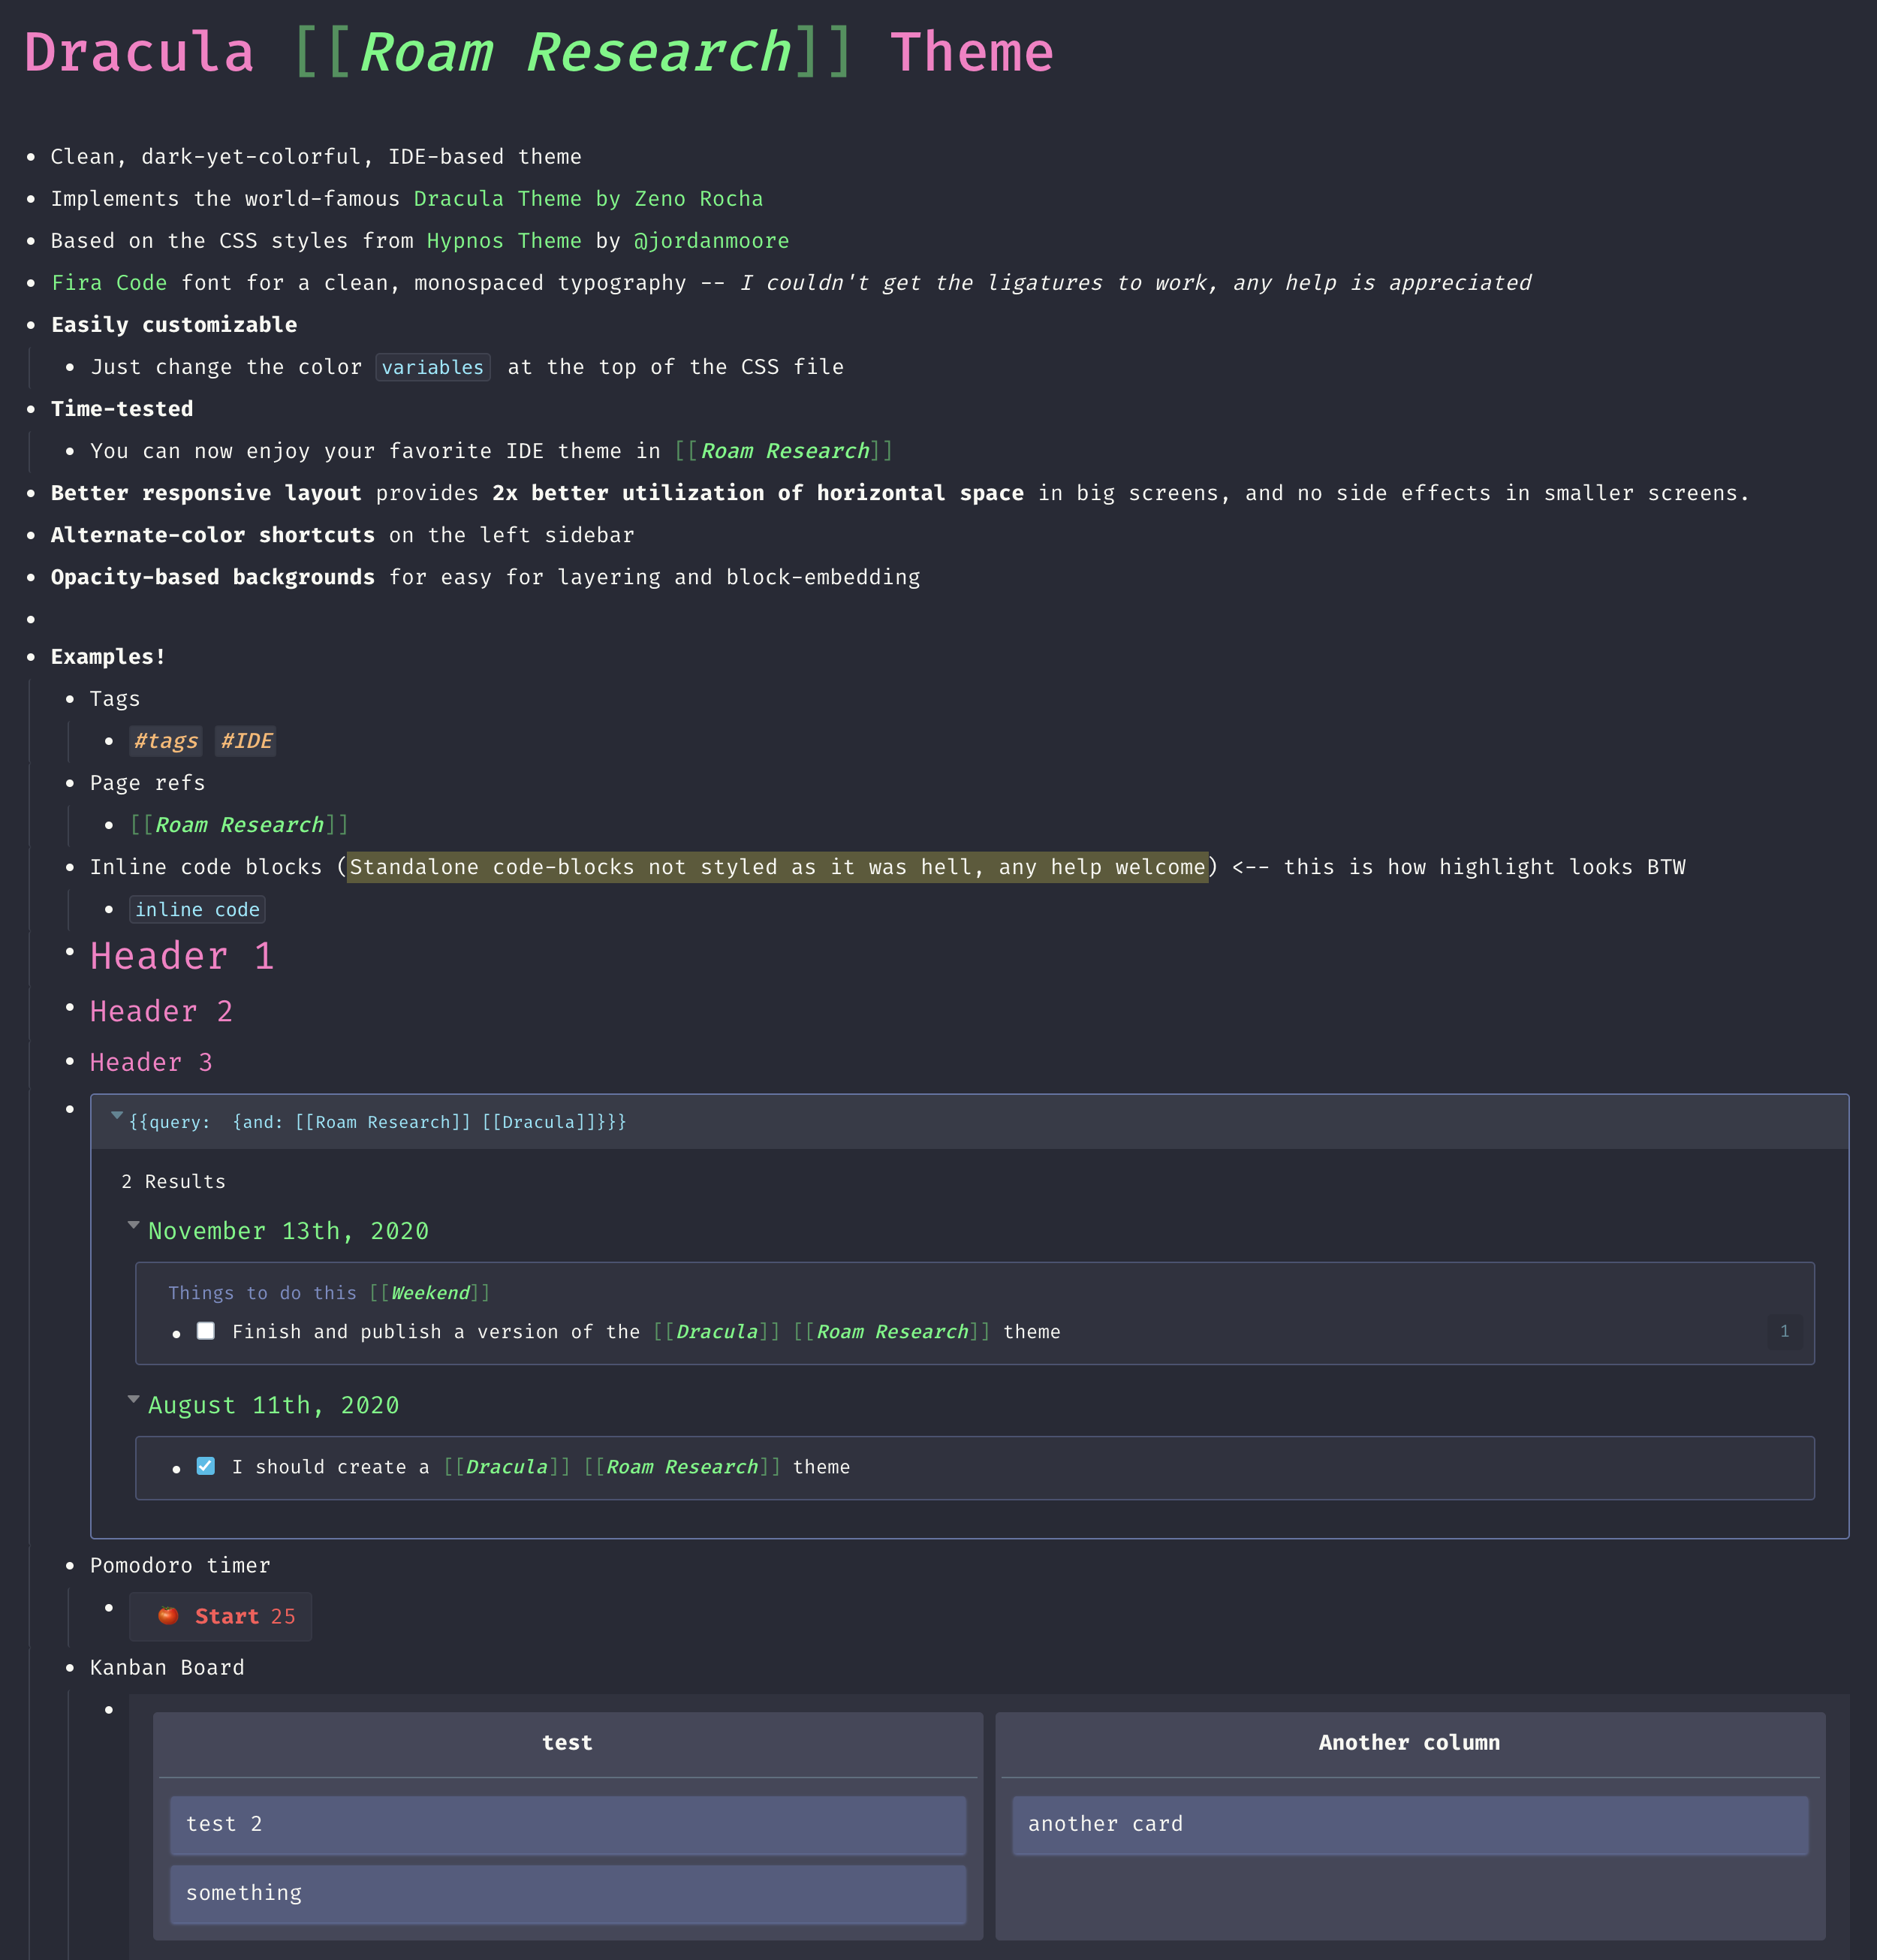 Dracula [[Roam Research]] Theme
Clean, dark-yet-colorful, IDE-based theme
Implements the world-famous Dracula Theme by Zeno Rocha
Based on the CSS styles from Hypnos Theme by @jordanmoore
Fira Code font for a clean, monospaced typography -- I couldn't get the ligatures to work, any help is appreciated
Easily customizable
Just change the color variables at the top of the CSS file
Time-tested
You can now enjoy your favorite IDE theme in [[Roam Research]]
Better responsive layout provides 2x better utilization of horizontal space in big screens, and no side effects in smaller screens.
Alternate-color shortcuts on the left sidebar
Opacity-based backgrounds for easy for layering and block-embedding
Examples!
Tags
#tags #IDE
Page refs
[[Roam Research]]
Inline code blocks (Standalone code-blocks not styled as it was hell, any help welcome) <-- this is how highlight looks BTW
inline code
Header 1
Header 2
Header 3
{{query:  {and: [[Roam Research]] [[Dracula]]}}}
2 Results
November 13th, 2020
Things to do this [[Weekend]]
Finish and publish a version of the [[Dracula]] [[Roam Research]] theme 1
August 11th, 2020
I should create a [[Dracula]] [[Roam Research]] theme
Pomodoro timer
🍅 Start 25
Kanban Board
test
test 2
something
Another column
another card